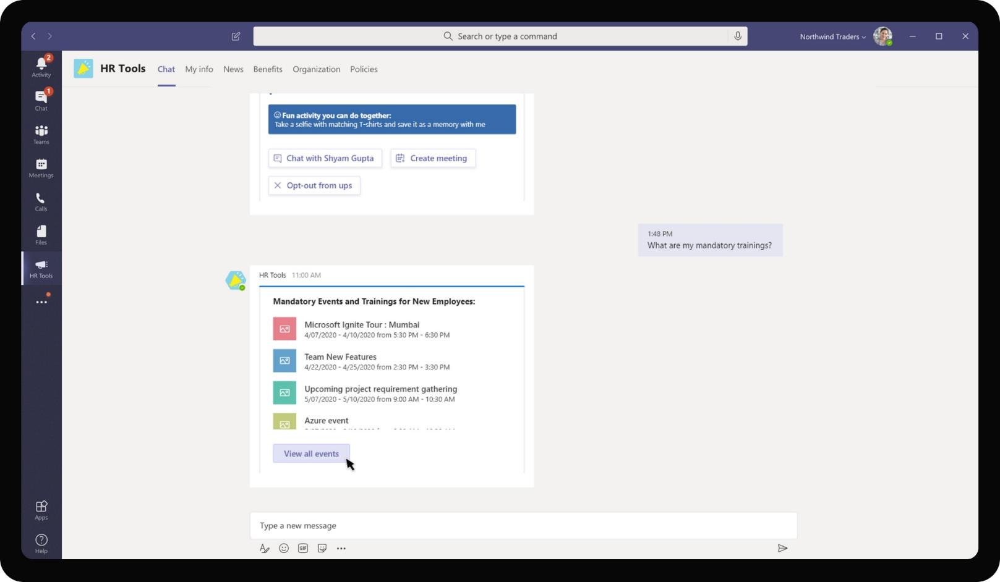 Search or type a command
Northwind Traders
2
Activity
1
Chat
Teams
Meetings
Calls
Files
HR Tools
Apps
Help
HR Tools
Chat
My info
News
Benefits
Organization
Policies
Fun activity you can do together:
Take a selfie with matching T-shirts and save it as a memory with me
Chat with Shyam Gupta
Create meeting
Opt-out from ups
1:48 PM
What are my mandatory trainings?
HR Tools 11:00 AM
Mandatory Events and Trainings for New Employees:
Microsoft Ignite Tour : Mumbai
4/07/2020 - 4/10/2020 from 5:30 PM - 6:30 PM
Team New Features
4/22/2020 - 4/25/2020 from 2:30 PM - 3:30 PM
Upcoming project requirement gathering
5/07/2020 - 5/10/2020 from 9:00 AM - 10:30 AM
Azure event
View all events
Type a new message
GIF